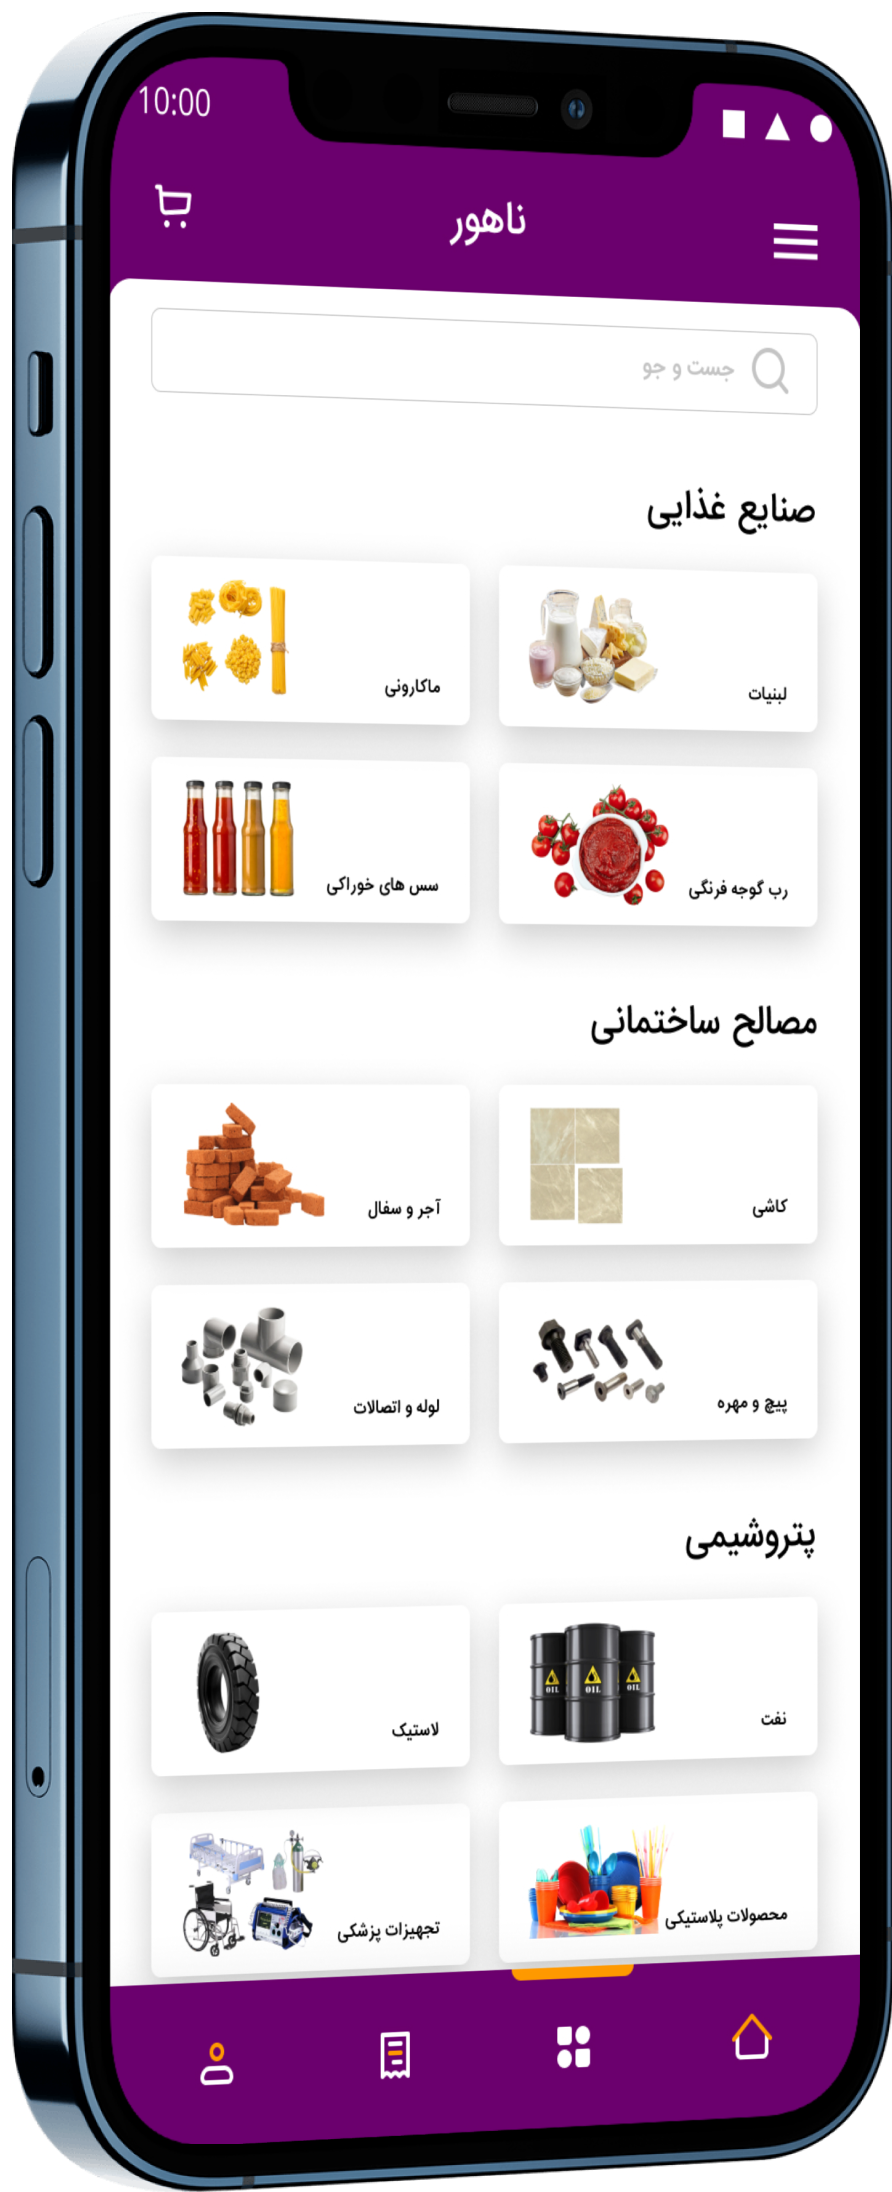 10:00
ناهور
جست و جو
صنایع غذایی
لبنیات
ماکارونی
رب گوجه فرنگی
سس های خوراکی
مصالح ساختمانی
کاشی
آجر و سفال
پیچ و مهره
لوله و اتصالات
پتروشیمی
نفت
OIL OIL OIL
لاستیک
محصولات پلاستیکی
تجهیزات پزشکی